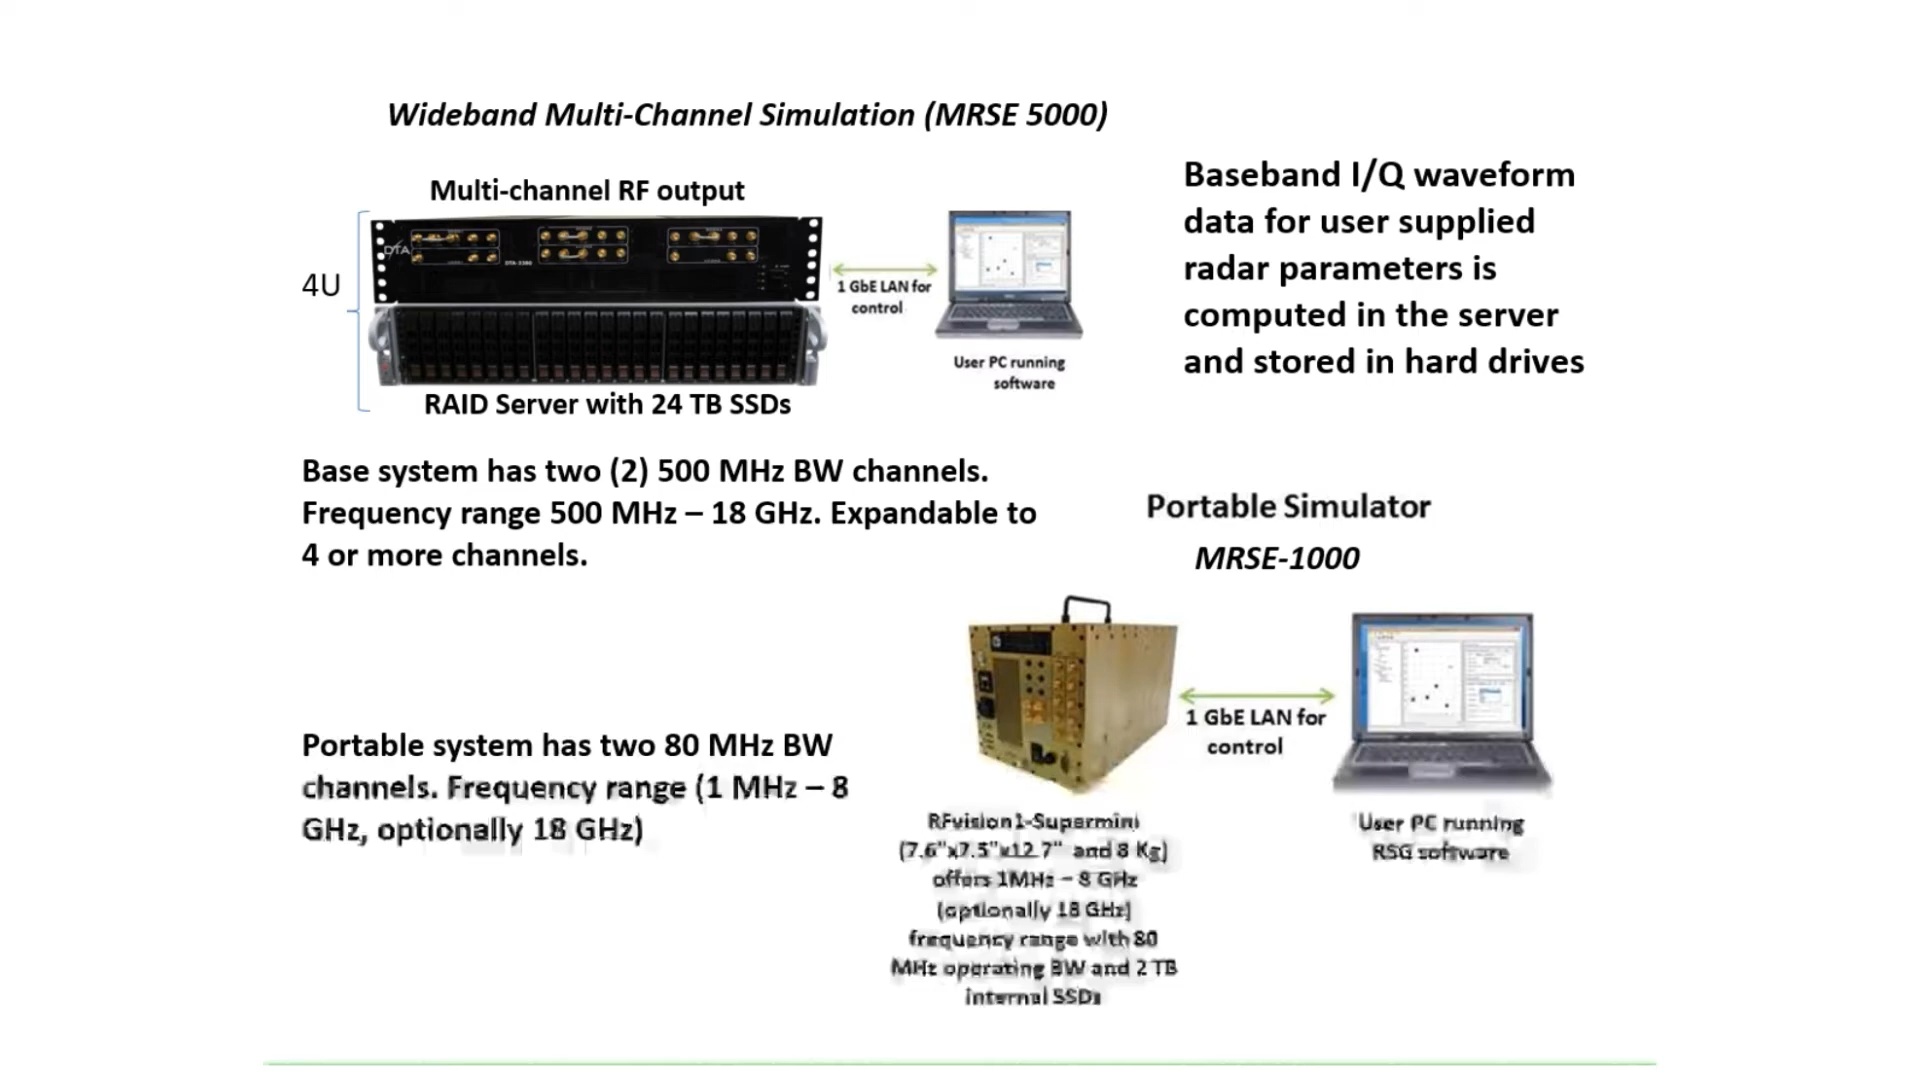 Wideband Multi-Channel Simulation (MRSE 5000)
Multi-channel RF output
4U
DTA
1 GbE LAN for
control
User PC running
software
RAID Server with 24 TB SSDs
Baseband I/Q waveform
data for user supplied
radar parameters is
computed in the server
and stored in hard drives
Base system has two (2) 500 MHz BW channels.
Frequency range 500 MHz – 18 GHz. Expandable to
4 or more channels.
Portable Simulator
MRSE-1000
Portable system has two 80 MHz BW
channels. Frequency range (1 MHz – 8
GHz, optionally 18 GHz)
1 GbE LAN for
control
RFvision1-Supermini
(7.6"x7.5"x12.7" and 8 Kg)
offers 1MHz – 8 GHz
(optionally 18 GHz)
frequency range with 80
MHz operating BW and 2 TB
internal SSDs
User PC running
RSG software